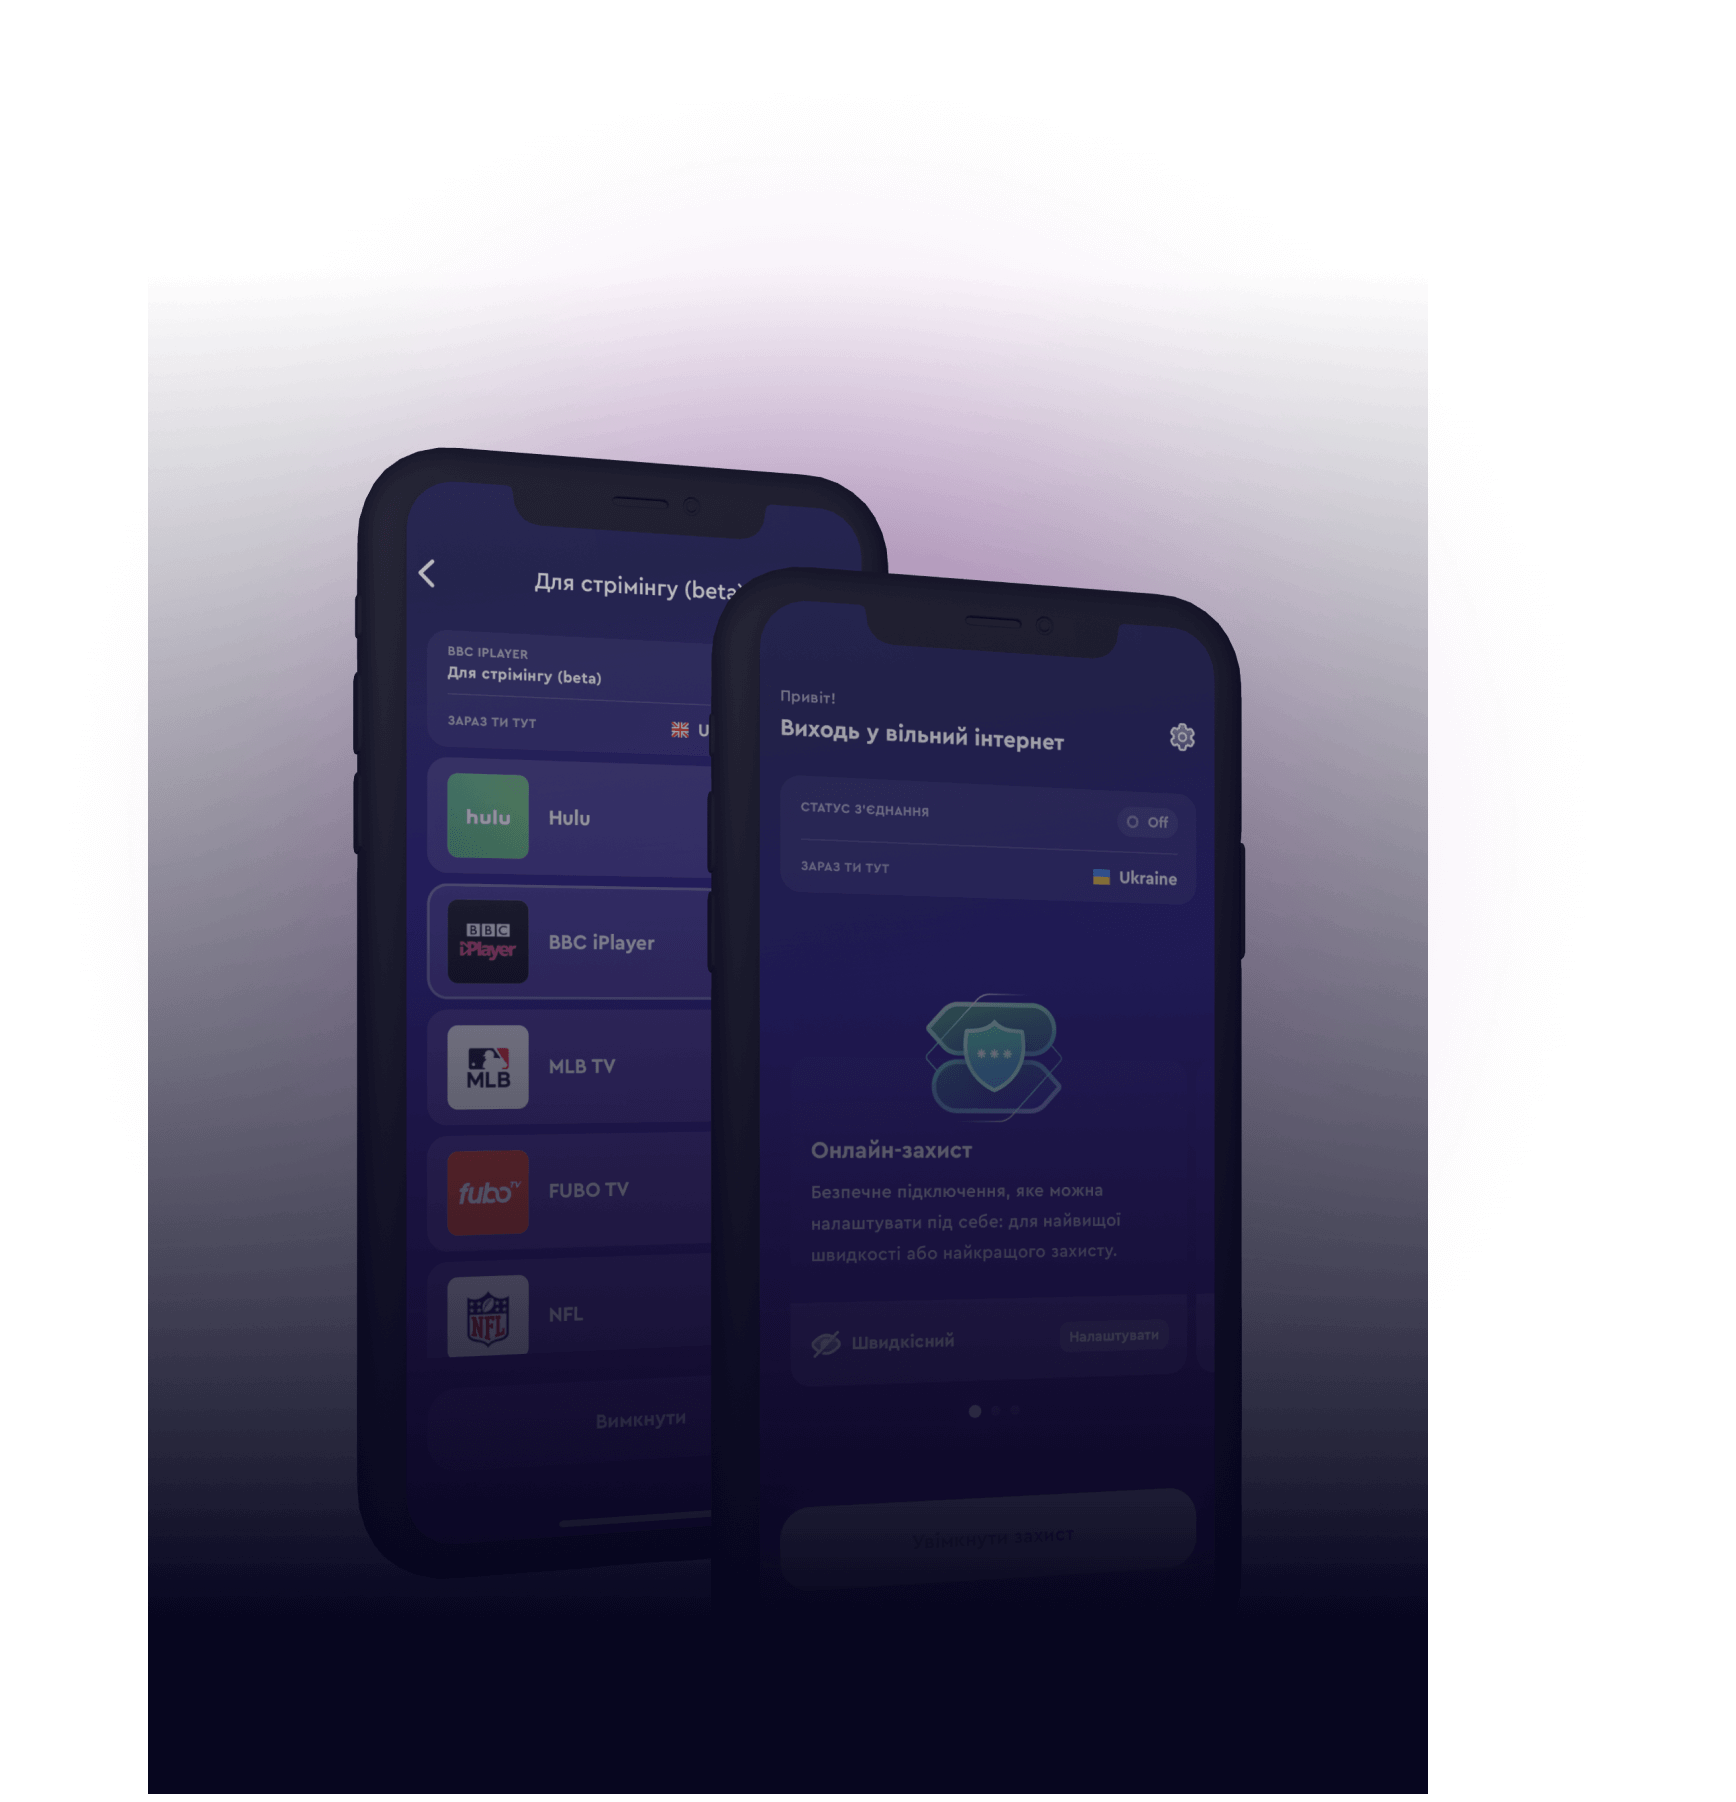 Для стрімінгу (beta)
BBC IPLAYER
Для стрімінгу (beta)
ЗАРАЗ ТИ ТУТ
hulu
Hulu
BBC
iPlayer
BBC iPlayer
MLB
MLB TV
fubo TV
FUBO TV
NFL
NFL
Вимкнути
Привіт!
Виходь у вільний інтернет
СТАТУС З'ЄДНАННЯ
Off
ЗАРАЗ ТИ ТУТ
Ukraine
Онлайн-захист
Безпечне підключення, яке можна
налаштувати під себе: для найвищої
швидкості або найкращого захисту.
Швидкісний
Налаштувати
Увімкнути захист